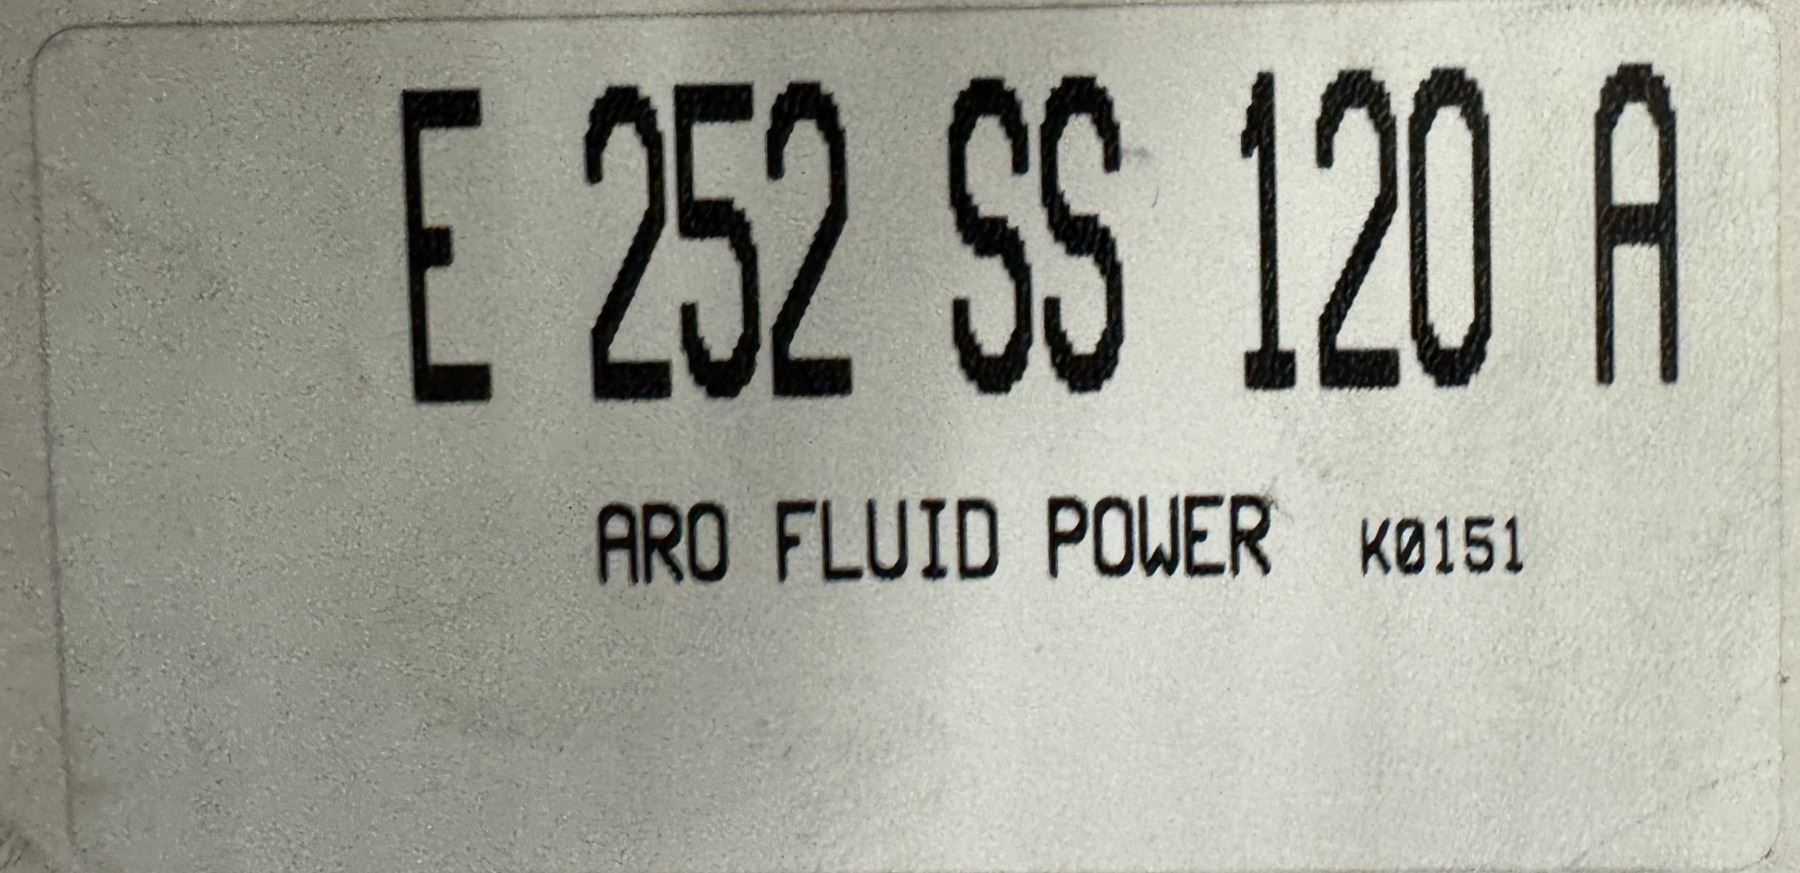 E 252 SS 120 A
ARO FLUID POWER K0151